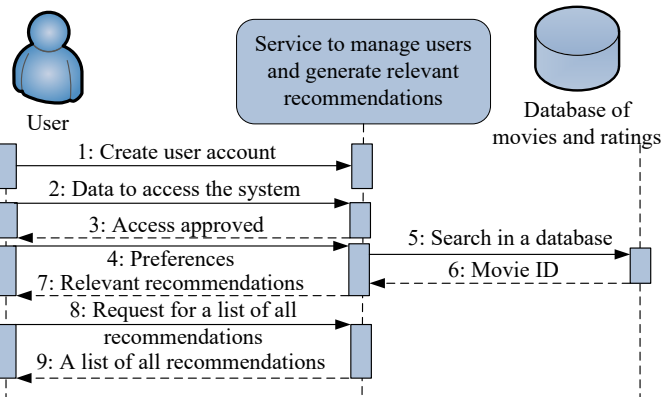 Service to manage users
and generate relevant
recommendations
User
Database of
movies and ratings
1: Create user account
2: Data to access the system
3: Access approved
4: Preferences
5: Search in a database
6: Movie ID
7: Relevant recommendations
8: Request for a list of all
recommendations
9: A list of all recommendations